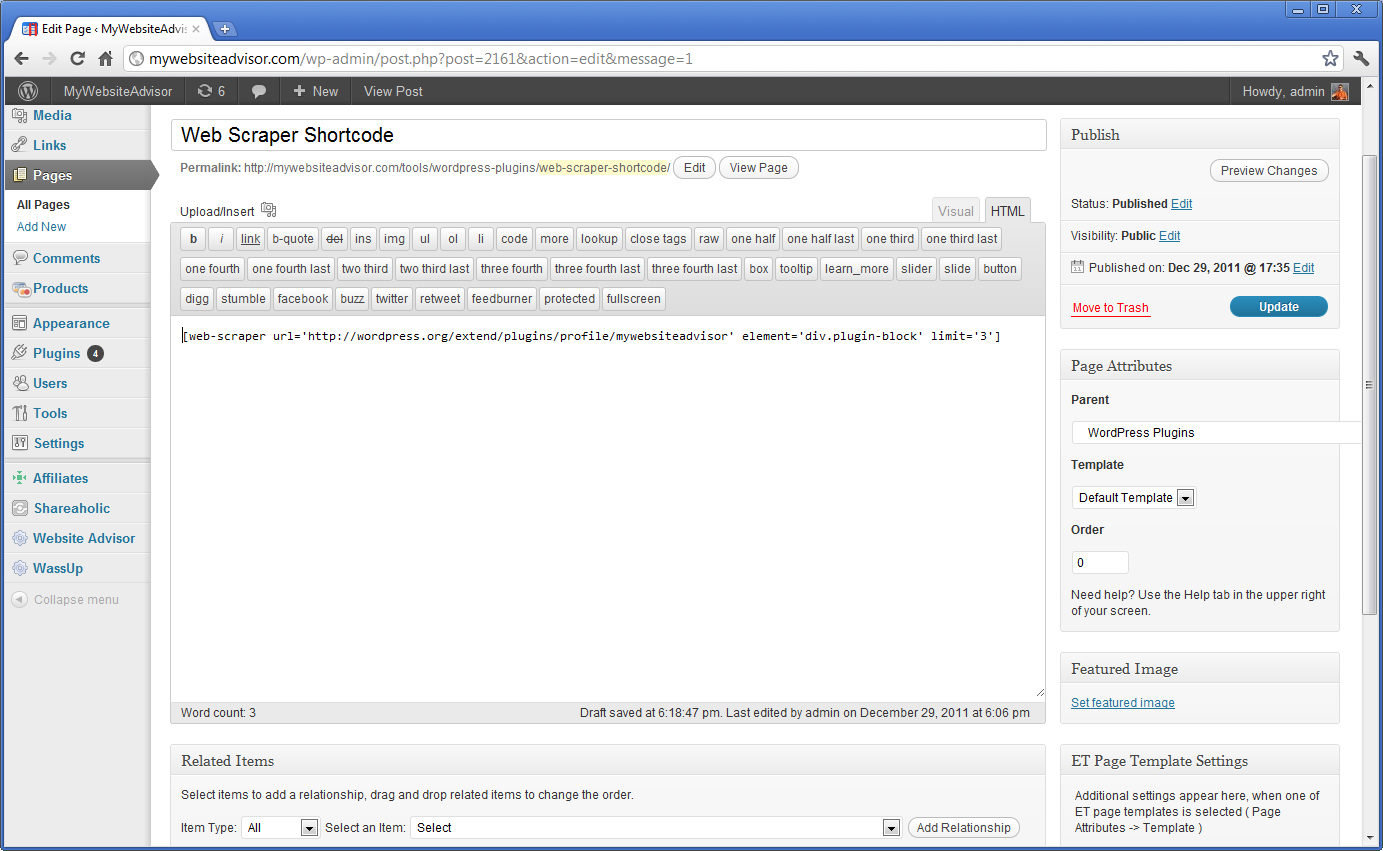 Edit Page ‹ MyWebsiteAdvis
mywebsiteadvisor.com/wp-admin/post.php?post=2161&action=edit&message=1
MyWebsiteAdvisor 6 + New View Post Howdy, admin
Media
Links
Pages
All Pages
Add New
Comments
Products
Appearance
Plugins 4
Users
Tools
Settings
Affiliates
Shareaholic
Website Advisor
WassUp
Collapse menu
Web Scraper Shortcode
Permalink: http://mywebsiteadvisor.com/tools/wordpress-plugins/web-scraper-shortcode/ Edit View Page
Upload/Insert Visual HTML
b i link b-quote del ins img ul ol li code more lookup close tags raw one half one half last one third one third last
one fourth one fourth last two third two third last three fourth three fourth last three fourth last box tooltip learn_more slider slide button
digg stumble facebook buzz twitter retweet feedburner protected fullscreen
[web-scraper url='http://wordpress.org/extend/plugins/profile/mywebsiteadvisor' element='div.plugin-block' limit='3']
Word count: 3 Draft saved at 6:18:47 pm. Last edited by admin on December 29, 2011 at 6:06 pm
Related Items
Select items to add a relationship, drag and drop related items to change the order.
Item Type: All Select an Item: Select Add Relationship
Publish
Preview Changes
Status: Published Edit
Visibility: Public Edit
Published on: Dec 29, 2011 @ 17:35 Edit
Move to Trash Update
Page Attributes
Parent
WordPress Plugins
Template
Default Template
Order
0
Need help? Use the Help tab in the upper right
of your screen.
Featured Image
Set featured image
ET Page Template Settings
Additional settings appear here, when one of
ET page templates is selected ( Page
Attributes -> Template )